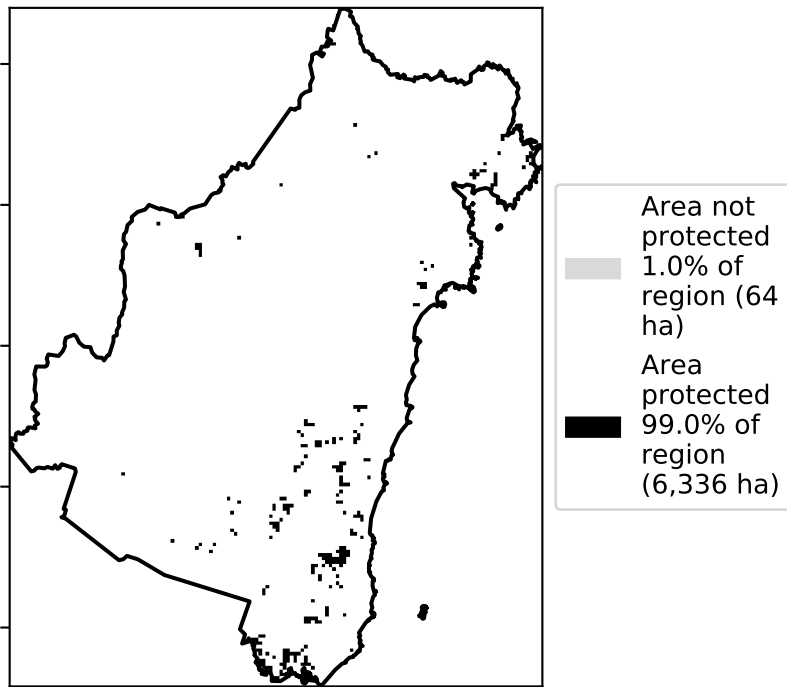 Area not
protected
1.0% of
region (64
ha)
Area
protected
99.0% of
region
(6,336 ha)